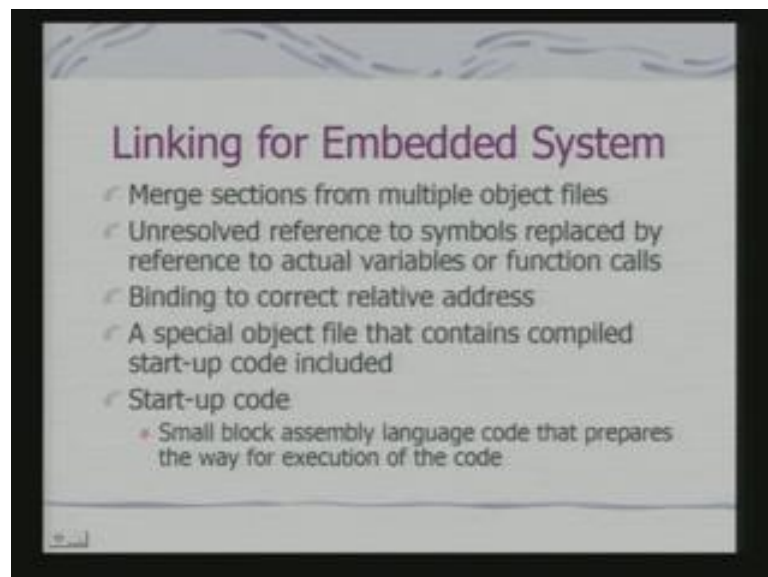 Linking for Embedded System
Merge sections from multiple object files
Unresolved reference to symbols replaced by
reference to actual variables or function calls
Binding to correct relative address
A special object file that contains compiled
start-up code included
Start-up code
Small block assembly language code that prepares
the way for execution of the code